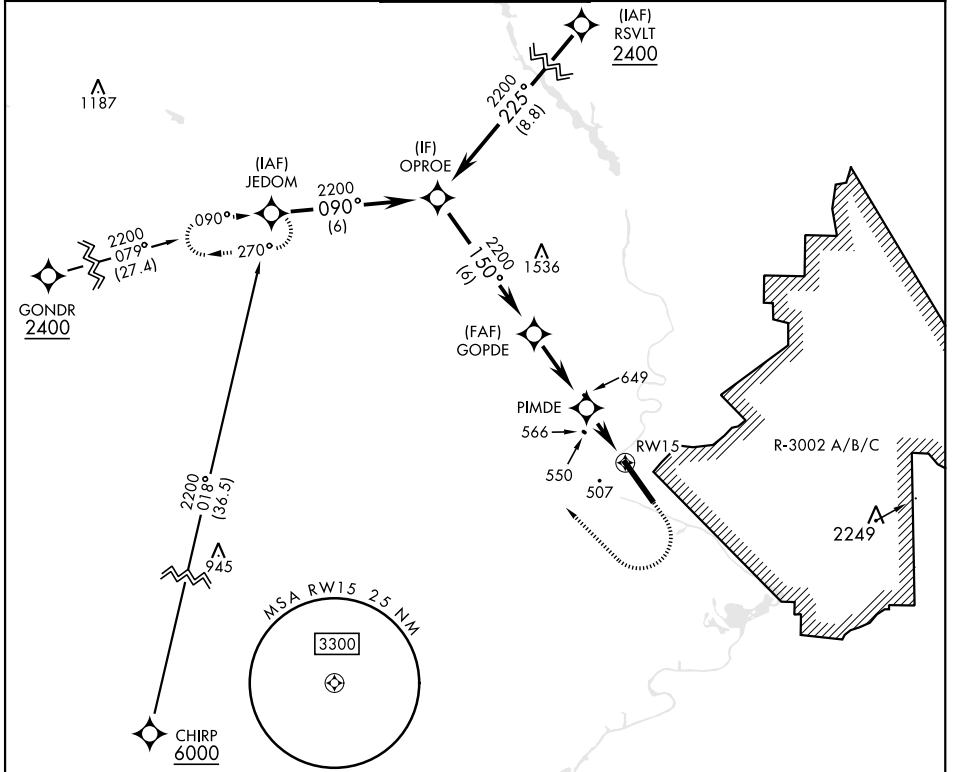 (IAF)
RSVLT
2400
2200
225°
(8.8)
1187
(IAF)
JEDOM
(IF)
OPROE
2200
090°
(6)
090°
270°
2200
079°
(27.4)
GONDR
2400
2200
150°
(6)
1536
(FAF)
GOPDE
649
PIMDE
566
550
RW15
507
R-3002 A/B/C
2249
2200
018°
(36.5)
945
MSA RW15 25 NM
3300
CHIRP
6000